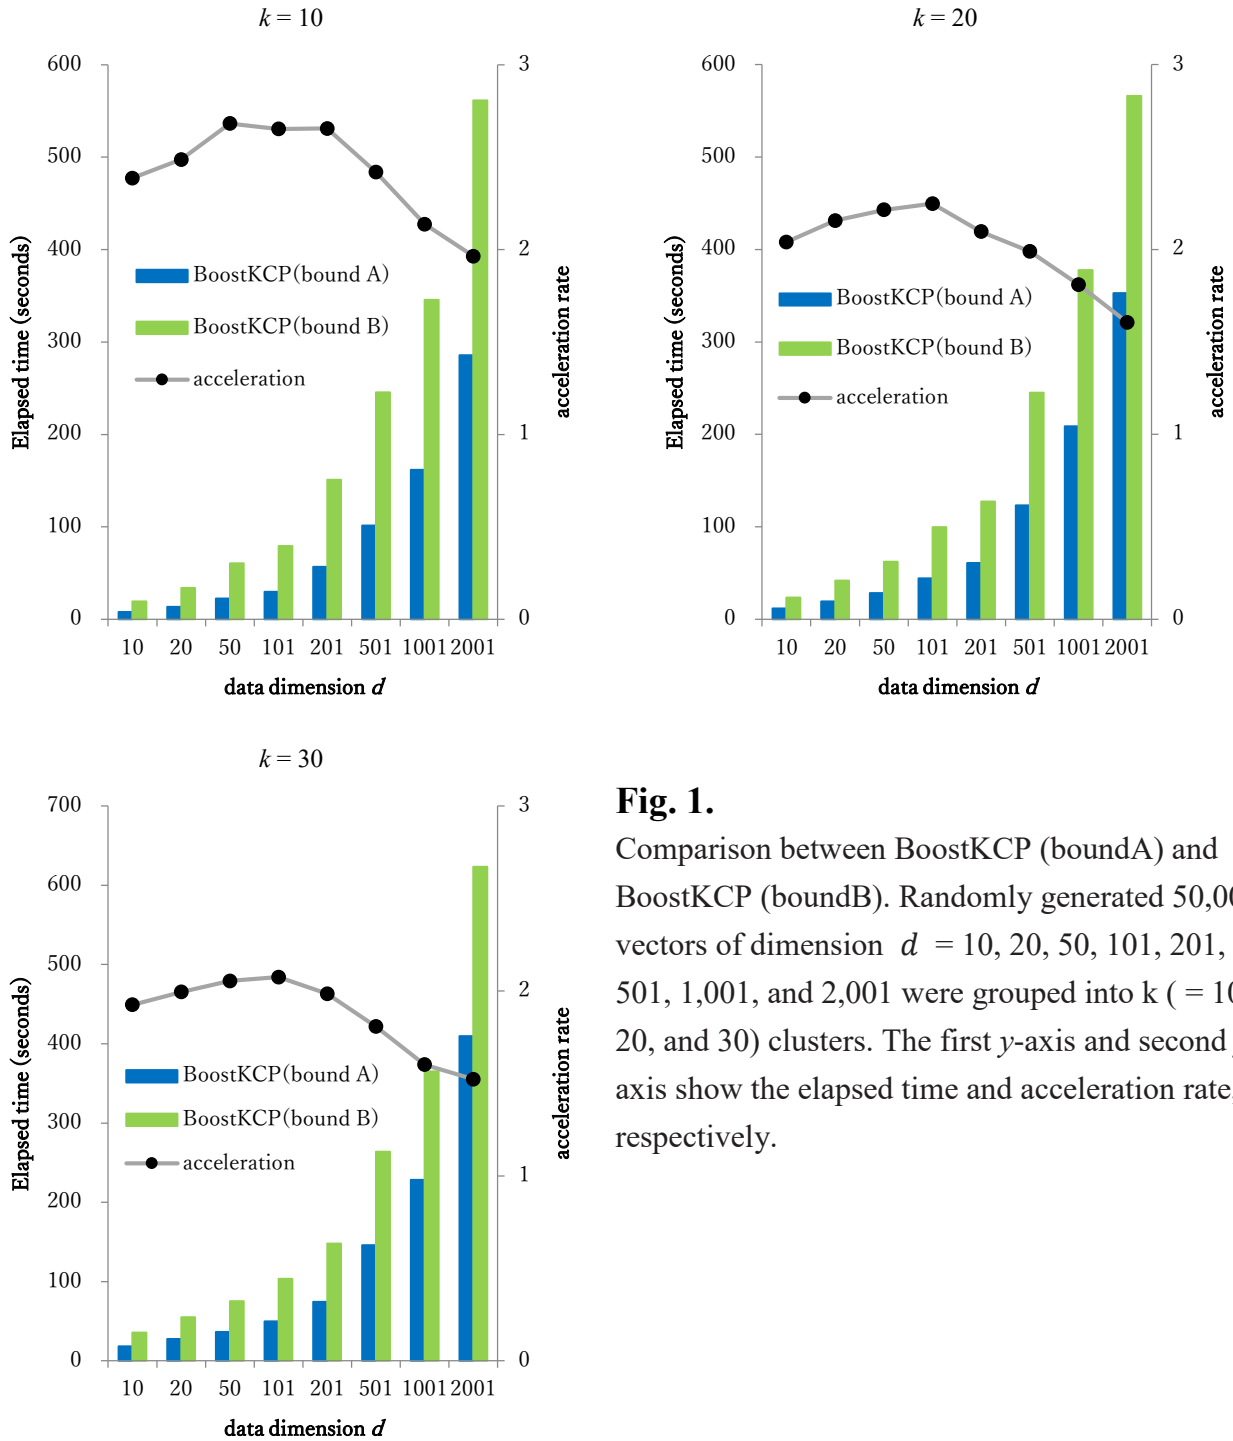 k = 10
600
500
400
300
200
100
0
3
2
1
0
Elapsed time (seconds)
acceleration rate
BoostKCP(bound A)
BoostKCP(bound B)
acceleration
10 20 50 101 201 501 1001 2001
data dimension d
k = 20
600
500
400
300
200
100
0
3
2
1
0
Elapsed time (seconds)
acceleration rate
BoostKCP(bound A)
BoostKCP(bound B)
acceleration
10 20 50 101 201 501 1001 2001
data dimension d
k = 30
700
600
500
400
300
200
100
0
3
2
1
0
Elapsed time (seconds)
acceleration rate
BoostKCP(bound A)
BoostKCP(bound B)
acceleration
10 20 50 101 201 501 1001 2001
data dimension d
Fig. 1.
Comparison between BoostKCP (boundA) and
BoostKCP (boundB). Randomly generated
vectors of dimension d = 10, 20, 50, 101, 201,
501, 1,001, and 2,001 were grouped into k ( = 10
20, and 30) clusters. The first y-axis and second
axis show the elapsed time and acceleration rate,
respectively.